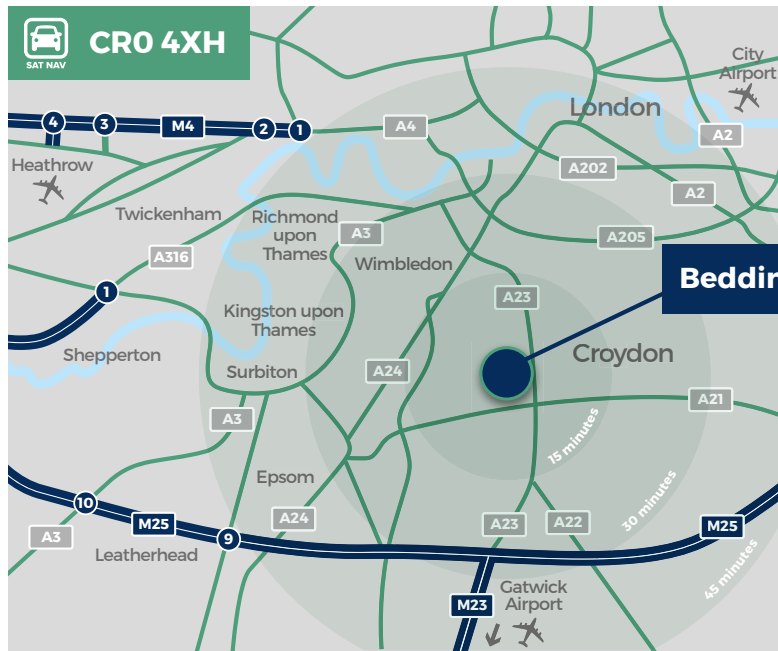 SAT NAV
CR0 4XH
City
Airport
London
4
3
M4
2
1
A4
A2
Heathrow
A202
A2
Twickenham
Richmond
upon
Thames
A3
A205
A316
Wimbledon
Beddin
1
A23
Kingston upon
Thames
Shepperton
Croydon
Surbiton
A24
A21
A3
15 minutes
Epsom
30 minutes
10
A24
A23
A22
M25
M25
A3
9
Leatherhead
45 minutes
Gatwick
Airport
M23